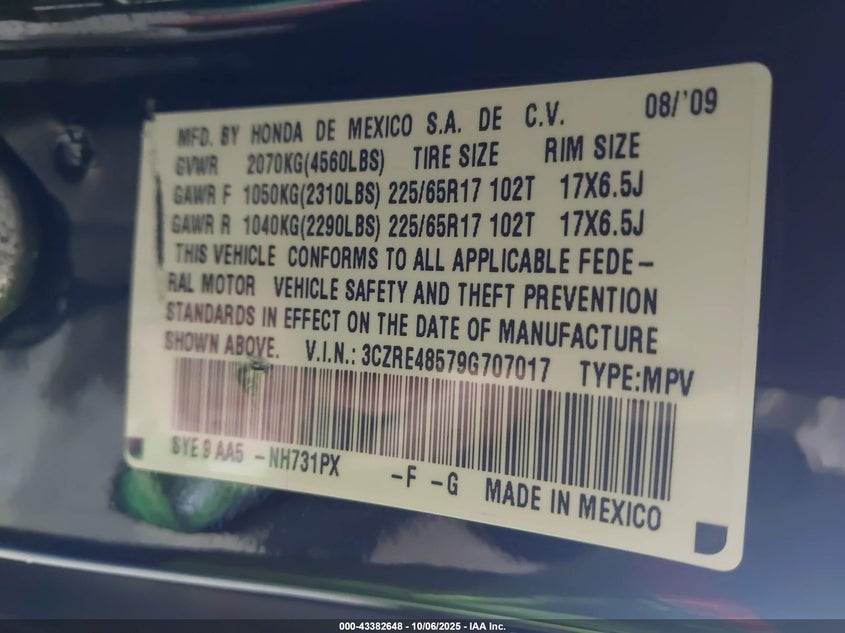 MFD. BY HONDA DE MEXICO S.A. DE C.V. 08/'09
GVWR 2070KG(4560LBS) TIRE SIZE RIM SIZE
GAWR F 1050KG(2310LBS) 225/65R17 102T 17X6.5J
GAWR R 1040KG(2290LBS) 225/65R17 102T 17X6.5J
THIS VEHICLE CONFORMS TO ALL APPLICABLE FEDE-
RAL MOTOR VEHICLE SAFETY AND THEFT PREVENTION
STANDARDS IN EFFECT ON THE DATE OF MANUFACTURE
SHOWN ABOVE. V.I.N.: 3CZRE48579G707017 TYPE:MPV
SYE 9 AA5 -NH731PX -F -G MADE IN MEXICO
000-43382648 - 10/06/2025 - IAA Inc.